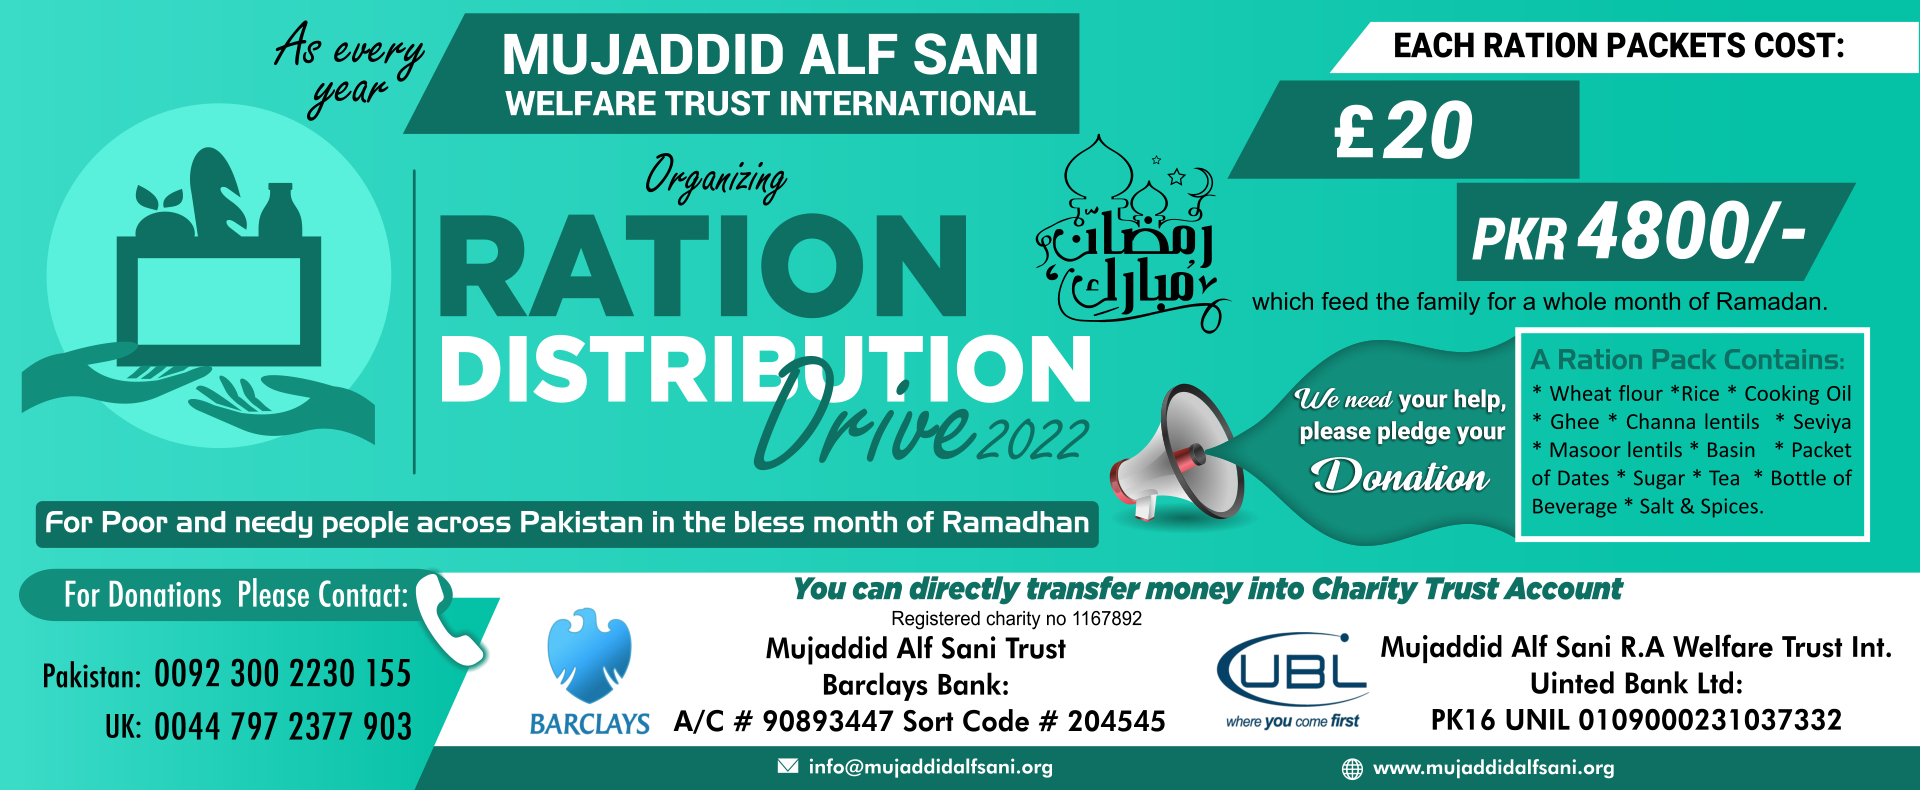 As every
year
MUJADDID ALF SANI
WELFARE TRUST INTERNATIONAL
Organizing
RATION
DISTRIBUTION
Drive 2022
رمضان
مبارك
For Poor and needy people across Pakistan in the bless month of Ramadhan
EACH RATION PACKETS COST:
£20
PKR 4800/-
which feed the family for a whole month of Ramadan.
We need your help,
please pledge your
Donation
A Ration Pack Contains:
* Wheat flour *Rice * Cooking Oil
* Ghee * Channa lentils * Seviya
* Masoor lentils * Basin * Packet
of Dates * Sugar * Tea * Bottle of
Beverage * Salt & Spices.
For Donations Please Contact:
Pakistan: 0092 300 2230 155
UK: 0044 797 2377 903
You can directly transfer money into Charity Trust Account
Registered charity no 1167892
BARCLAYS
Mujaddid Alf Sani Trust
Barclays Bank:
A/C # 90893447 Sort Code # 204545
UBL
where you come first
Mujaddid Alf Sani R.A Welfare Trust Int.
Uinted Bank Ltd:
PK16 UNIL 0109000231037332
info@mujaddidalfsani.org
www.mujaddidalfsani.org